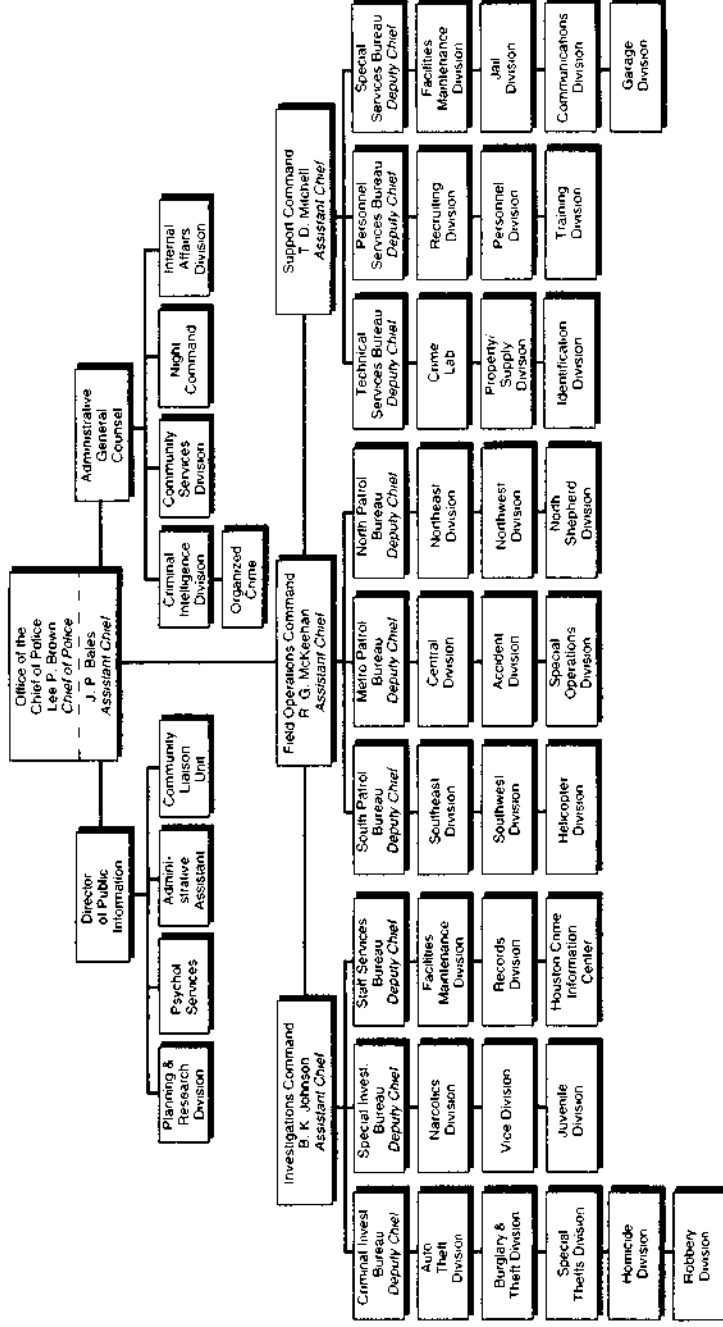 Office of the
Chief of Police
Lee P. Brown
Chief of Police
J. P. Bales
Assistant Chief
Director
of Public
Information
Administrative
General
Counsel
Planning &
Research
Division
Psychol
Services
Admini-
strative
Assistant
Community
Liaison
Unit
Criminal
Intelligence
Division
Community
Services
Division
Night
Command
Internal
Affairs
Division
Organized
Crime
Investigations Command
B. K. Johnson
Assistant Chief
Field Operations Command
R. G. McKeehan
Assistant Chief
Support Command
T. D. Mitchell
Assistant Chief
Criminal Invest
Bureau
Deputy Chief
Auto
Theft
Division
Burglary &
Theft Division
Special
Thefts Division
Homicide
Division
Robbery
Division
Special Invest.
Bureau
Deputy Chief
Narcotics
Division
Vice Division
Juvenile
Division
Staff Services
Bureau
Deputy Chief
Facilities
Maintenance
Division
Records
Division
Houston Crime
Information
Center
South Patrol
Bureau
Deputy Chief
Southeast
Division
Southwest
Division
Helicopter
Division
Metro Patrol
Bureau
Deputy Chief
Central
Division
Accident
Division
Special
Operations
Division
North Patrol
Bureau
Deputy Chief
Northeast
Division
Northwest
Division
North
Shepherd
Division
Technical
Services Bureau
Deputy Chief
Crime
Lab
Property/
Supply
Division
Identification
Division
Personnel
Services Bureau
Deputy Chief
Recruiting
Division
Personnel
Division
Training
Division
Special
Services Bureau
Deputy Chief
Facilities
Maintenance
Division
Jail
Division
Communications
Division
Garage
Division